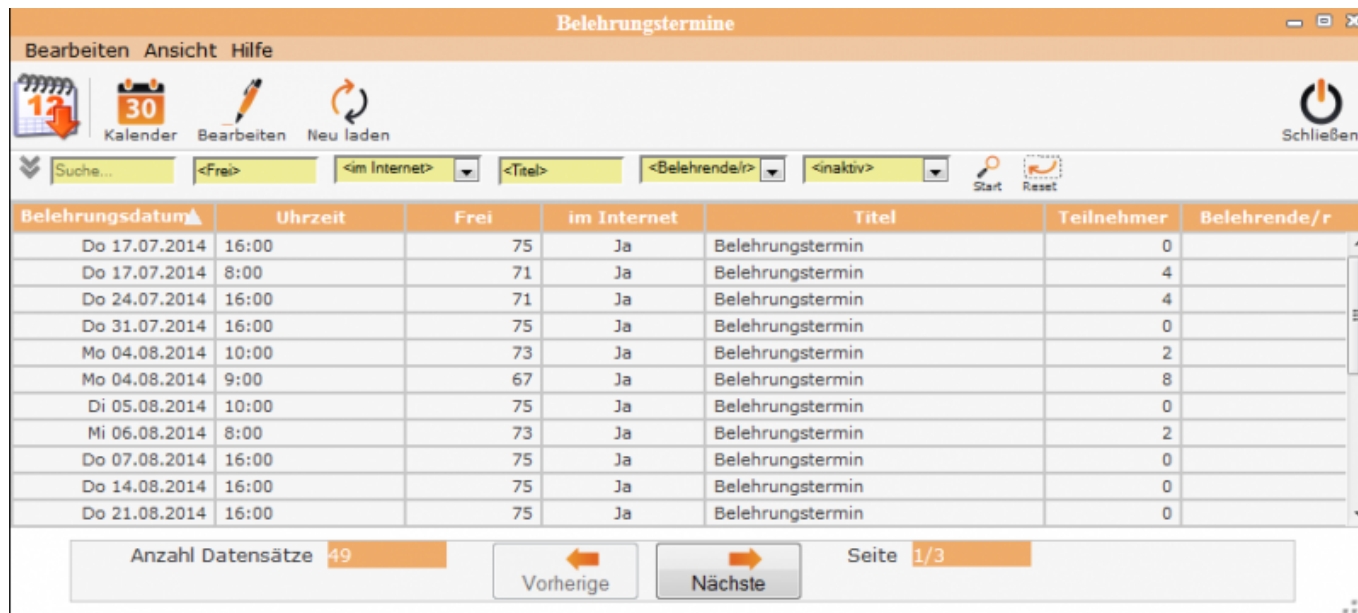 Belehrungstermine
Bearbeiten Ansicht Hilfe
12
30
Kalender Bearbeiten Neu laden Schließen
Suche... <Frei> <im Internet> <Titel> <Belehrende/r> <inaktiv> Start Reset
Belehrungsdatum Uhrzeit Frei im Internet Titel Teilnehmer Belehrende/r
Do 17.07.2014 16:00 75 Ja Belehrungstermin 0
Do 17.07.2014 8:00 71 Ja Belehrungstermin 4
Do 24.07.2014 16:00 71 Ja Belehrungstermin 4
Do 31.07.2014 16:00 75 Ja Belehrungstermin 0
Mo 04.08.2014 10:00 73 Ja Belehrungstermin 2
Mo 04.08.2014 9:00 67 Ja Belehrungstermin 8
Di 05.08.2014 10:00 75 Ja Belehrungstermin 0
Mi 06.08.2014 8:00 73 Ja Belehrungstermin 2
Do 07.08.2014 16:00 75 Ja Belehrungstermin 0
Do 14.08.2014 16:00 75 Ja Belehrungstermin 0
Do 21.08.2014 16:00 75 Ja Belehrungstermin 0
Anzahl Datensätze 49 Vorherige Nächste Seite 1/3